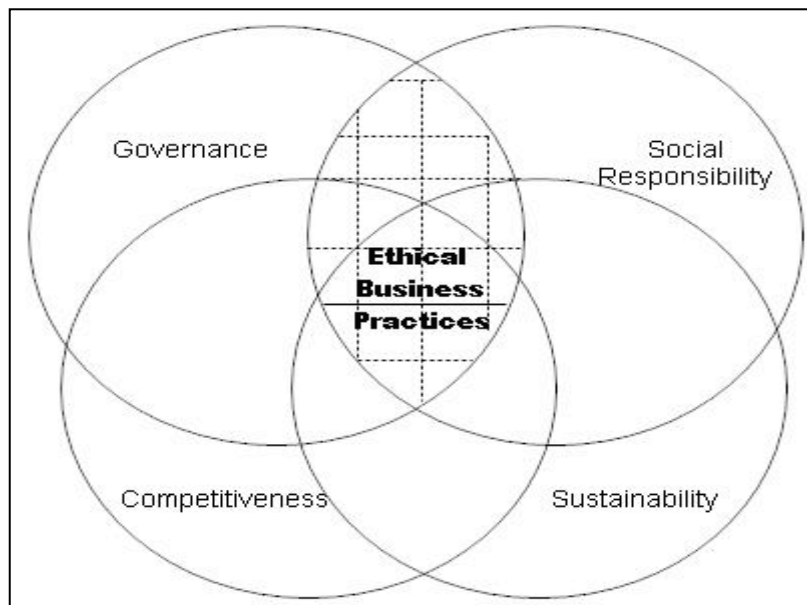 Governance
Social
Responsibility
Ethical
Business
Practices
Competitiveness
Sustainability